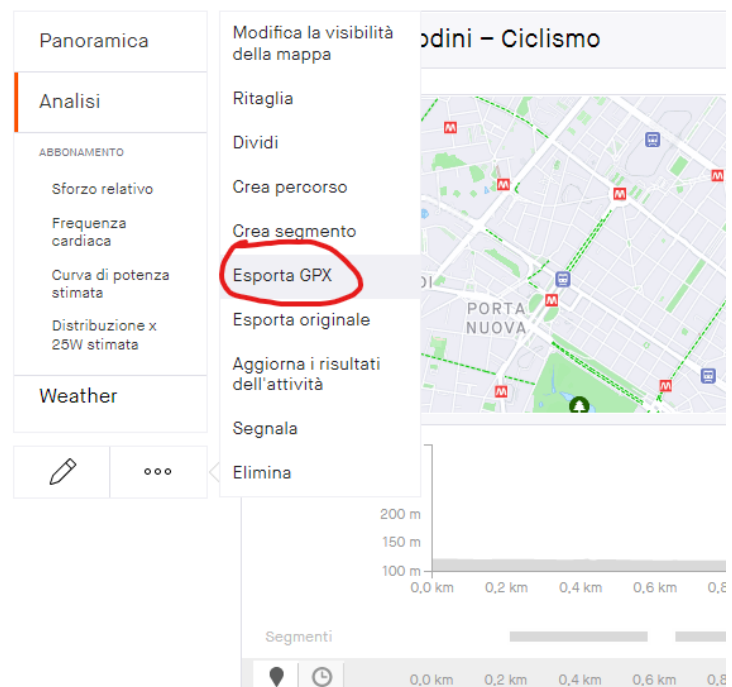 Panoramica
Analisi
ABBONAMENTO
Sforzo relativo
Frequenza
cardiaca
Curva di potenza
stimata
Distribuzione x
25W stimata
Weather
Modifica la visibilità
della mappa
Ritaglia
Dividi
Crea percorso
Crea segmento
Esporta GPX
Esporta originale
Aggiorna i risultati
dell'attività
Segnala
Elimina
– Ciclismo
M
M
M
M
M
M
M
PORTA
NUOVA
200 m
150 m
100 m
0,0 km 0,2 km 0,4 km 0,6 km
Segmenti
0,0 km 0,2 km 0,4 km 0,6 km